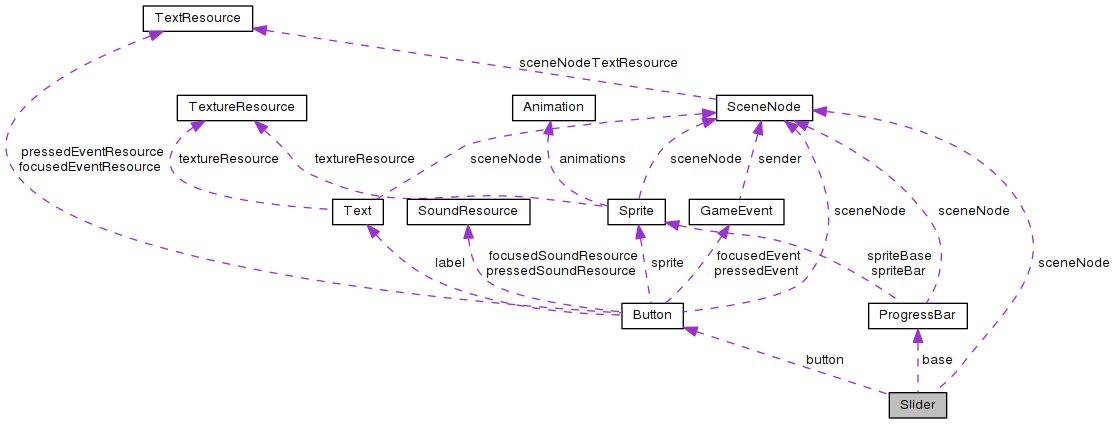 TextResource
sceneNodeTextResource
TextureResource
Animation
SceneNode
pressedEventResource
focusedEventResource
textureResource
textureResource
sceneNode
animations
sceneNode
sender
Text
SoundResource
Sprite
GameEvent
sceneNode
sceneNode
label
focusedSoundResource
pressedSoundResource
sprite
focusedEvent
pressedEvent
spriteBase
spriteBar
sceneNode
Button
ProgressBar
button
base
Slider